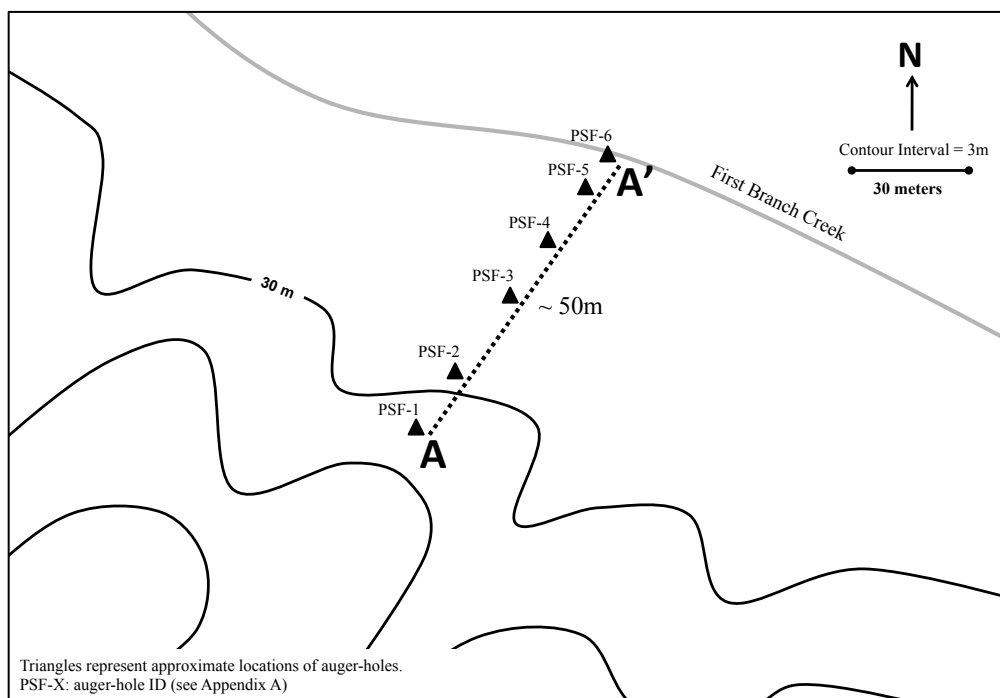 N
Contour Interval = 3m
30 meters
PSF-6
PSF-5
A’
First Branch Creek
PSF-4
PSF-3
30 m
~ 50m
PSF-2
PSF-1
A
Triangles represent approximate locations of auger-holes.
PSF-X: auger-hole ID (see Appendix A)